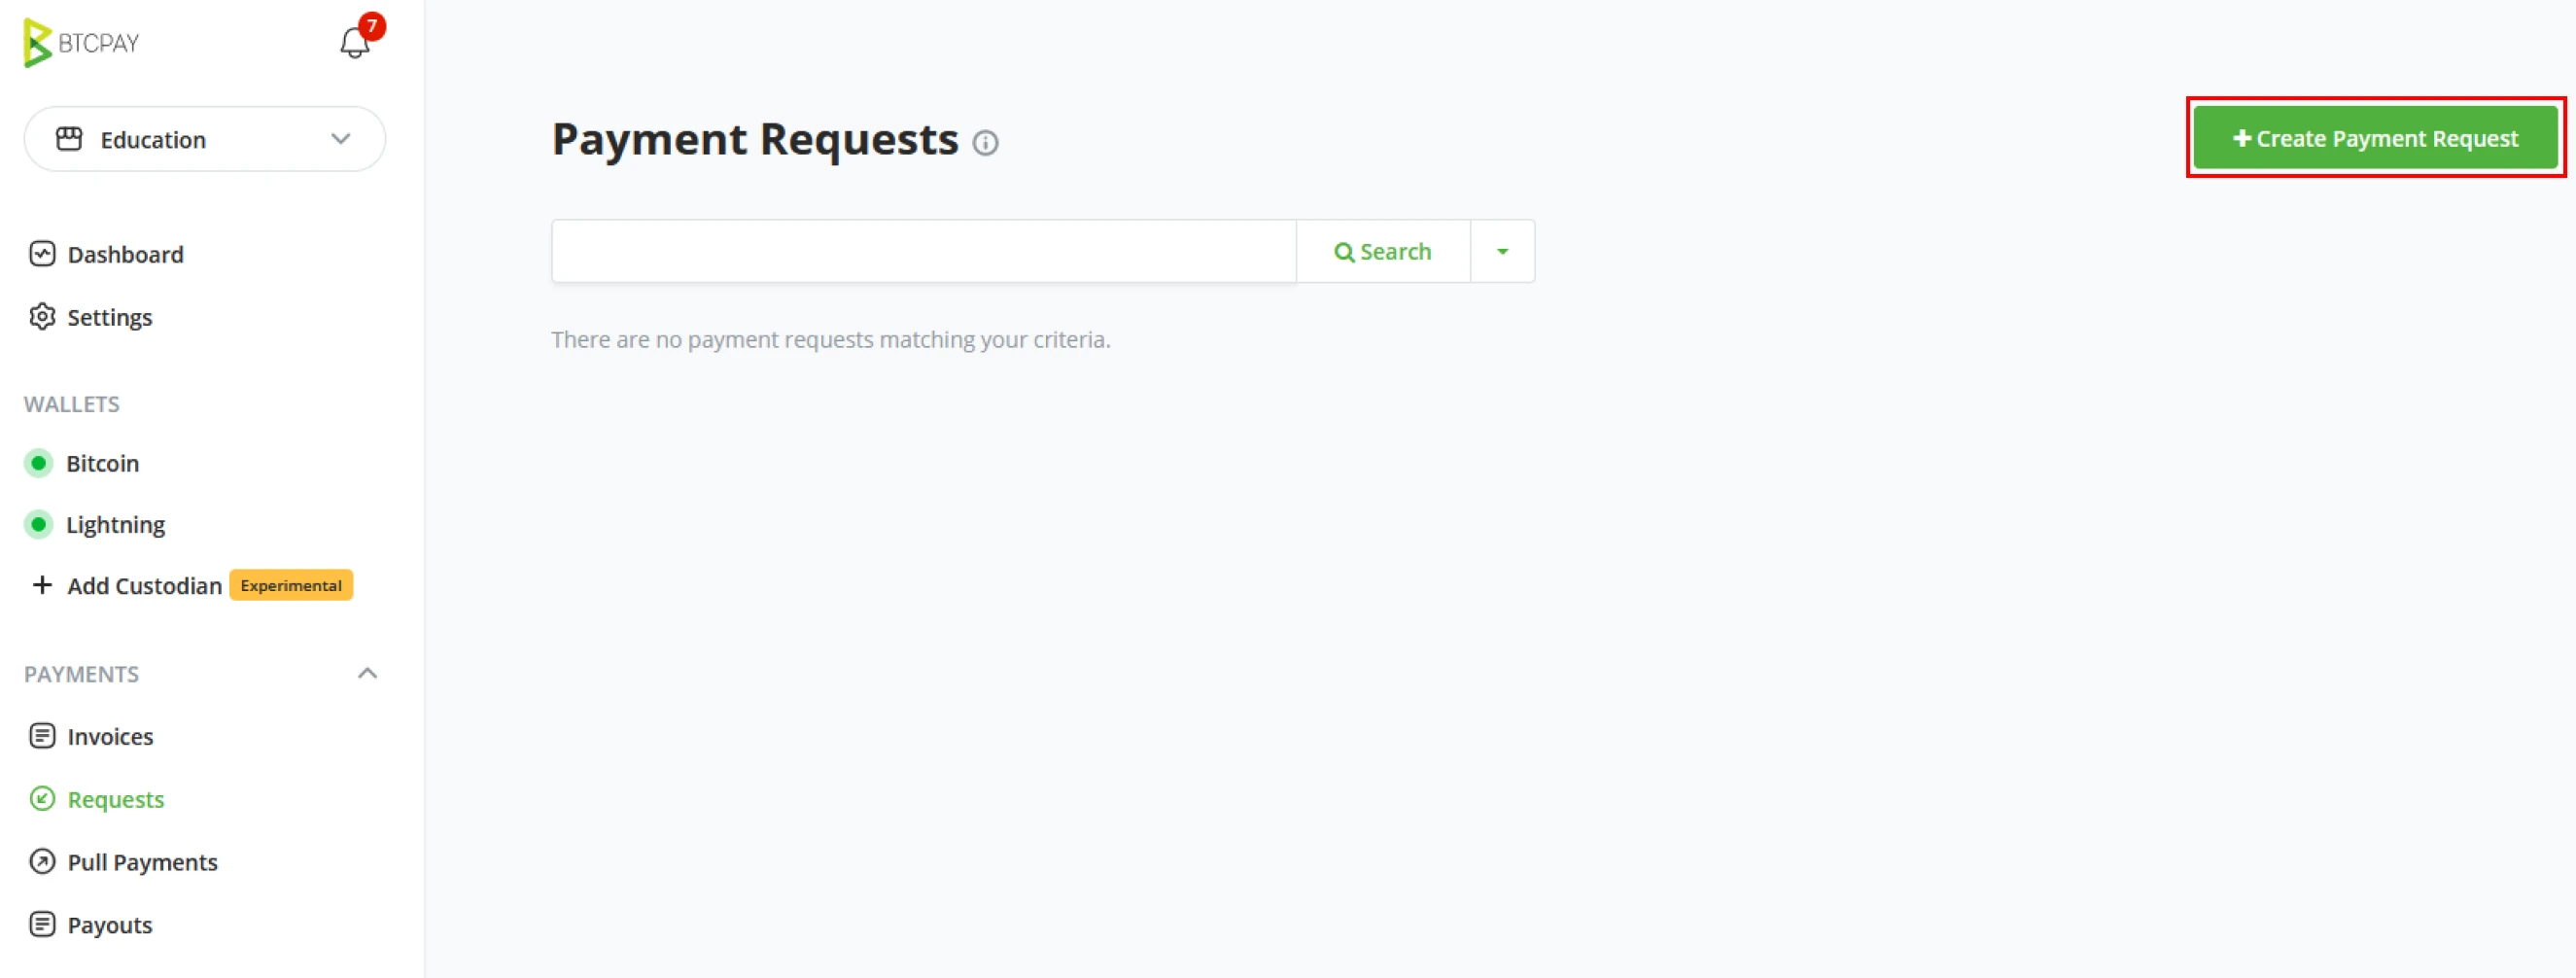 BTCPAY
7
Education
Dashboard
Settings
WALLETS
Bitcoin
Lightning
Add Custodian Experimental
PAYMENTS
Invoices
Requests
Pull Payments
Payouts
Payment Requests
Create Payment Request
Search
There are no payment requests matching your criteria.